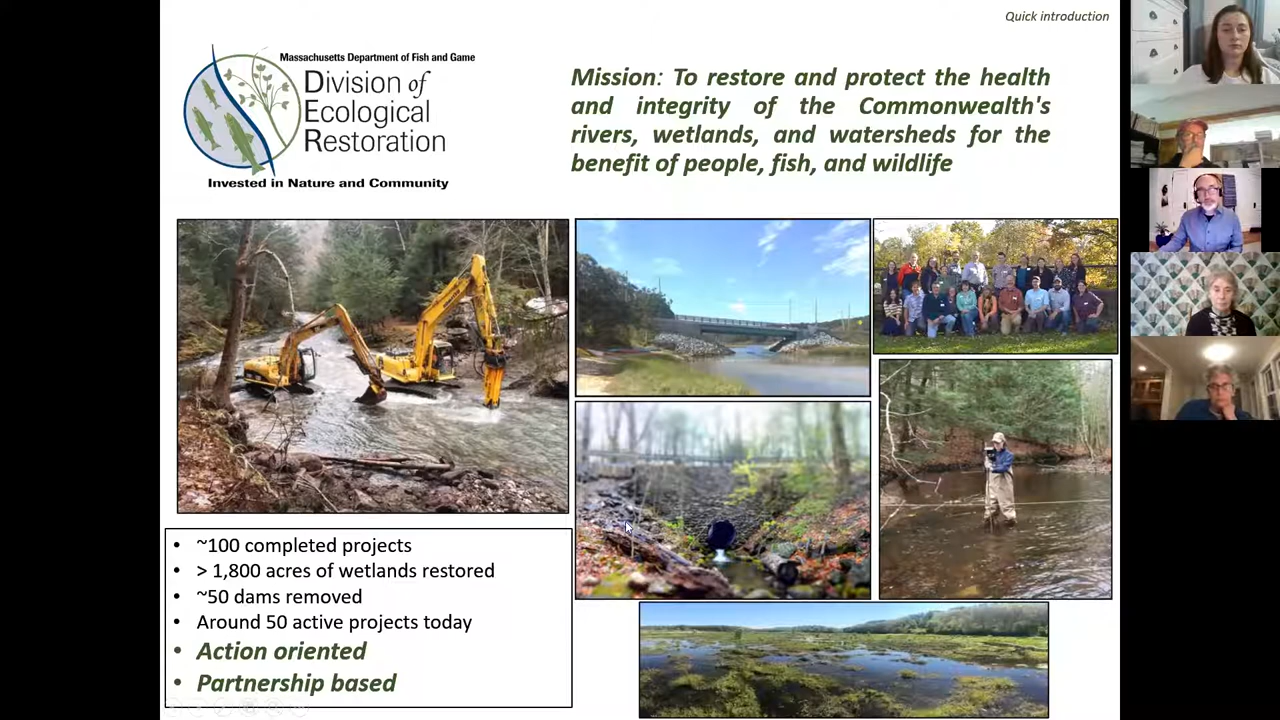 Quick introduction
Massachusetts Department of Fish and Game
Division of
Ecological
Restoration
Invested in Nature and Community
Mission: To restore and protect the health
and integrity of the Commonwealth's
rivers, wetlands, and watersheds for the
benefit of people, fish, and wildlife
• ~100 completed projects
• > 1,800 acres of wetlands restored
• ~50 dams removed
• Around 50 active projects today
• Action oriented
• Partnership based